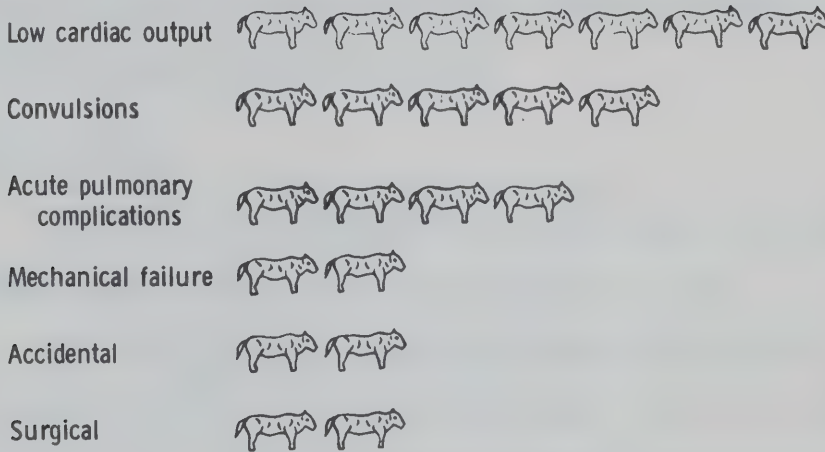 Low cardiac output
Convulsions
Acute pulmonary
complications
Mechanical failure
Accidental
Surgical